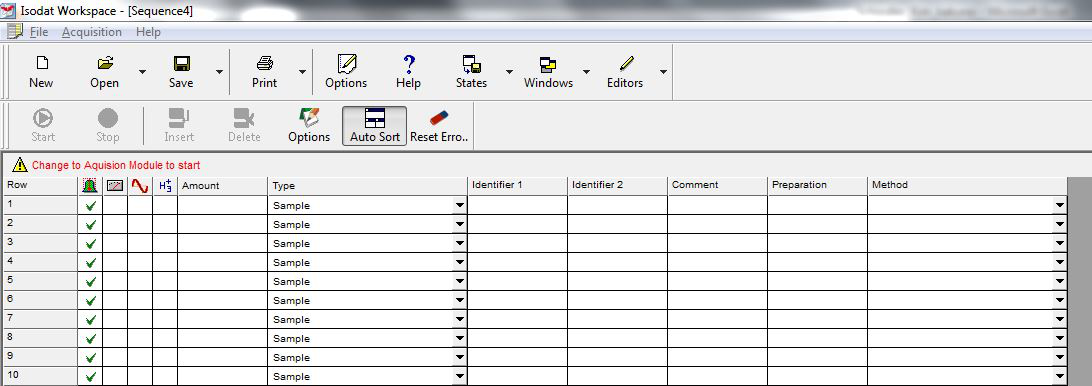 Isodat Workspace - [Sequence4]
File Acquisition Help
New Open Save Print Options Help States Windows Editors
Start Stop Insert Delete Options Auto Sort Reset Erro..
Change to Aquision Module to start
Row H+3 Amount Type Identifier 1 Identifier 2 Comment Preparation Method
1 Sample
2 Sample
3 Sample
4 Sample
5 Sample
6 Sample
7 Sample
8 Sample
9 Sample
10 Sample